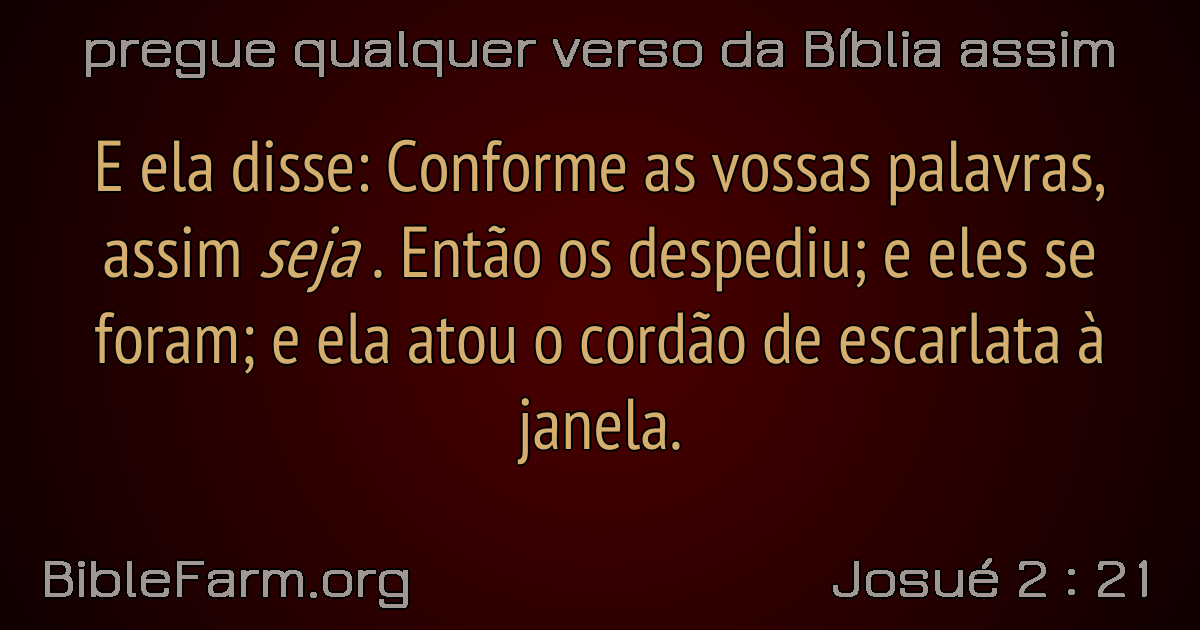 pregue qualquer verso da Bíblia assim
E ela disse: Conforme as vossas palavras,
assim seja . Então os despediu; e eles se
foram; e ela atou o cordão de escarlata à
janela.
BibleFarm.org
Josué 2 : 21